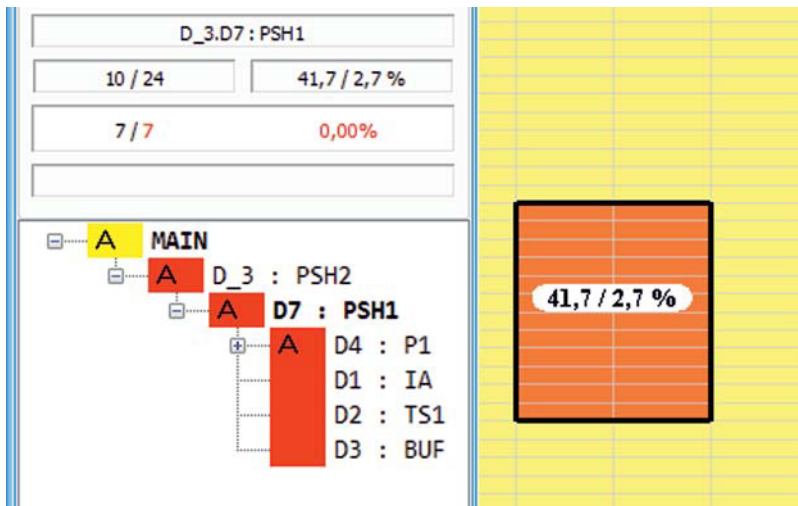 D_3.D7 : PSH1
10 / 24 41,7 / 2,7 %
7 / 7 0,00%
A MAIN
A D_3 : PSH2
A D7 : PSH1
A D4 : P1
D1 : IA
D2 : TS1
D3 : BUF
41,7 / 2,7 %